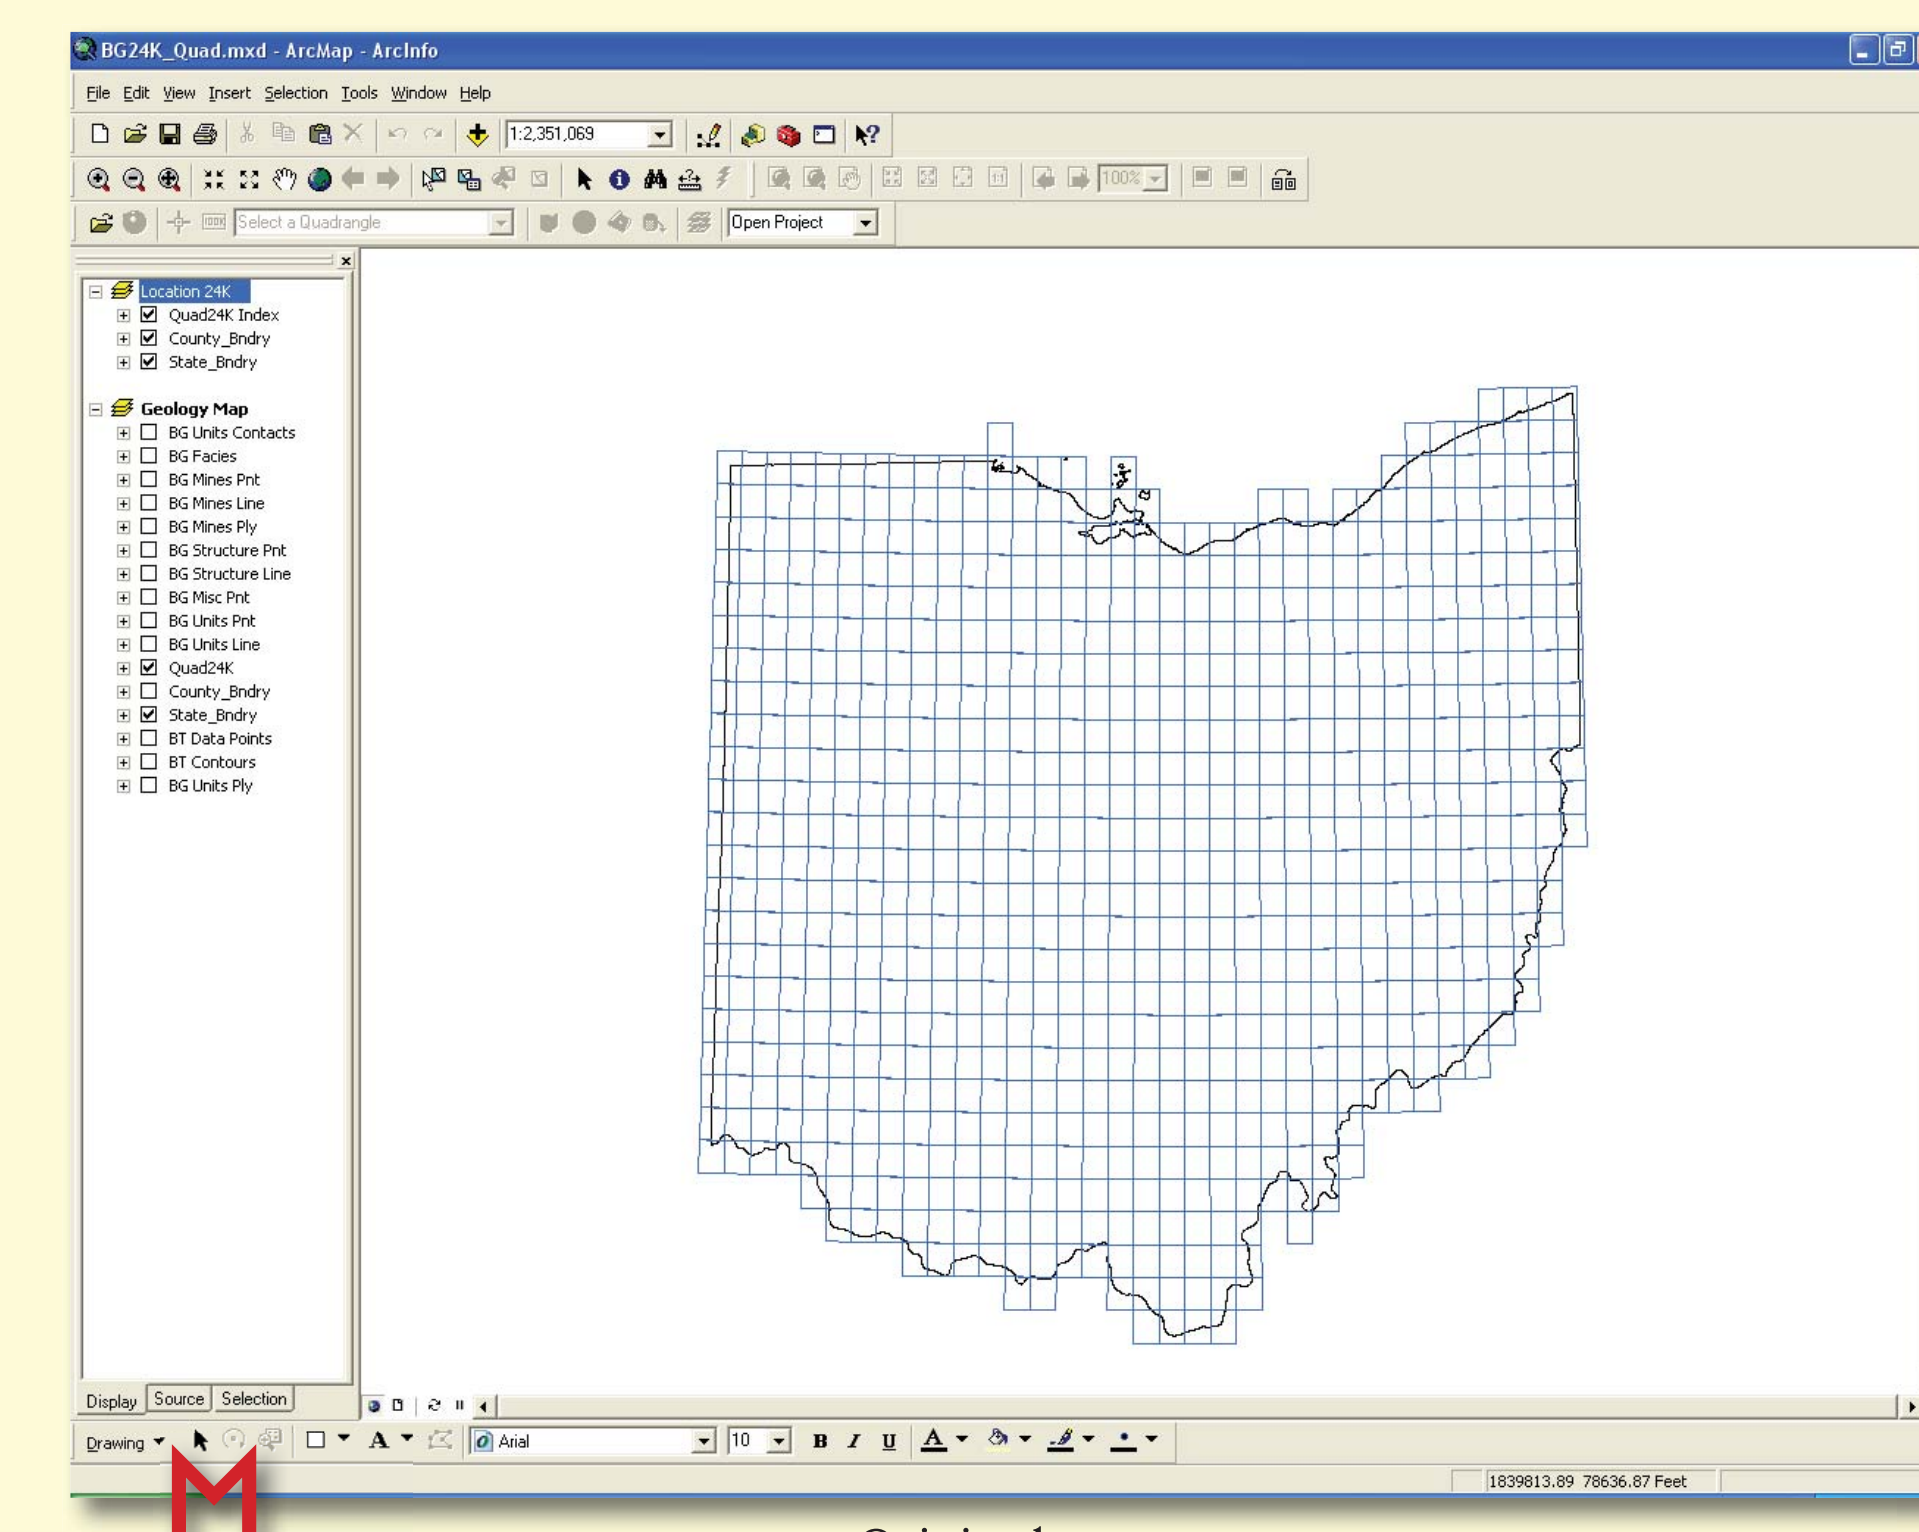 BG24K_Quad.mxd - ArcMap - ArcInfo
File Edit View Insert Selection Tools Window Help
1:2,351,069
100%
Select a Quadrangle
Open Project
Location 24K
Quad24K Index
County_Bndry
State_Bndry
Geology Map
BG Units Contacts
BG Facies
BG Mines Pnt
BG Mines Line
BG Mines Ply
BG Structure Pnt
BG Structure Line
BG Misc Pnt
BG Units Pnt
BG Units Line
Quad24K
County_Bndry
State_Bndry
BT Data Points
BT Contours
BG Units Ply
Display Source Selection
Drawing A Arial 10 B I U A
1839813.89 78636.87 Feet